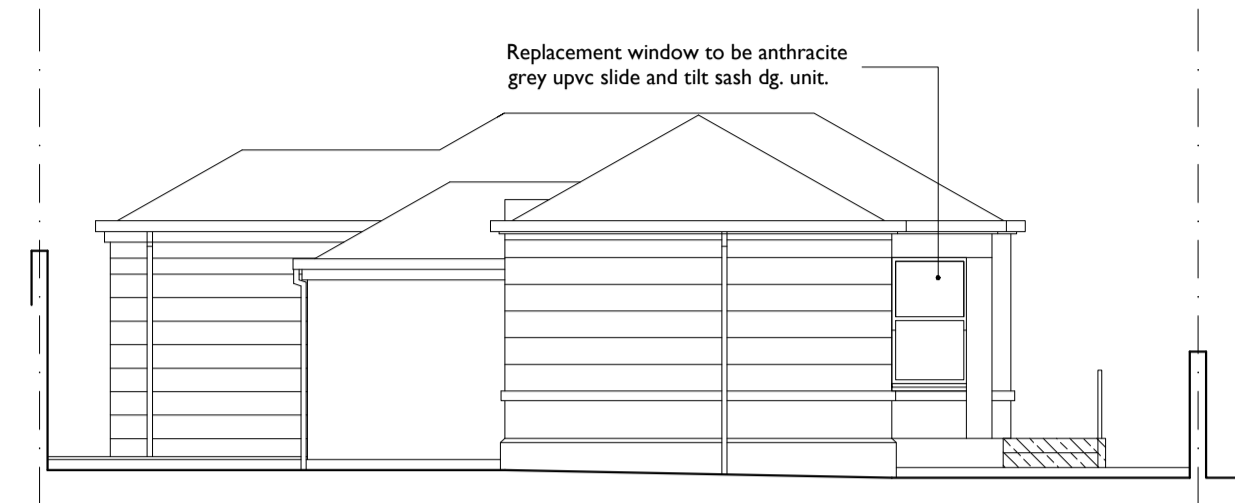 Replacement window to be anthracite
grey upvc slide and tilt sash dg. unit.